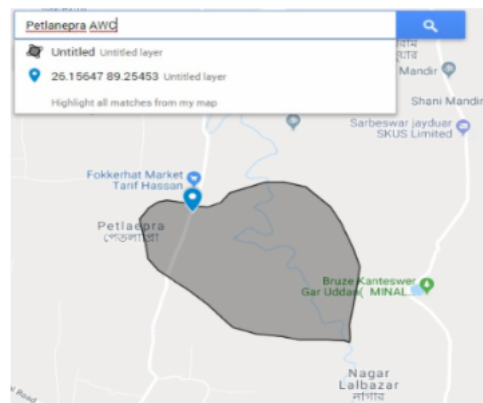 Petlanepra AWC
Untitled Untitled layer
26.15647 89.25453 Untitled layer
Highlight all matches from my map
Mandir
Shani Mandir
Sarbeswar jayduar
SKUS Limited
Fokkerhat Market
Tarif Hassan
Petlaepra
Bruze Kanteswer
Gar Uddan( MINAL...
Nagar
Lalbazar
Road